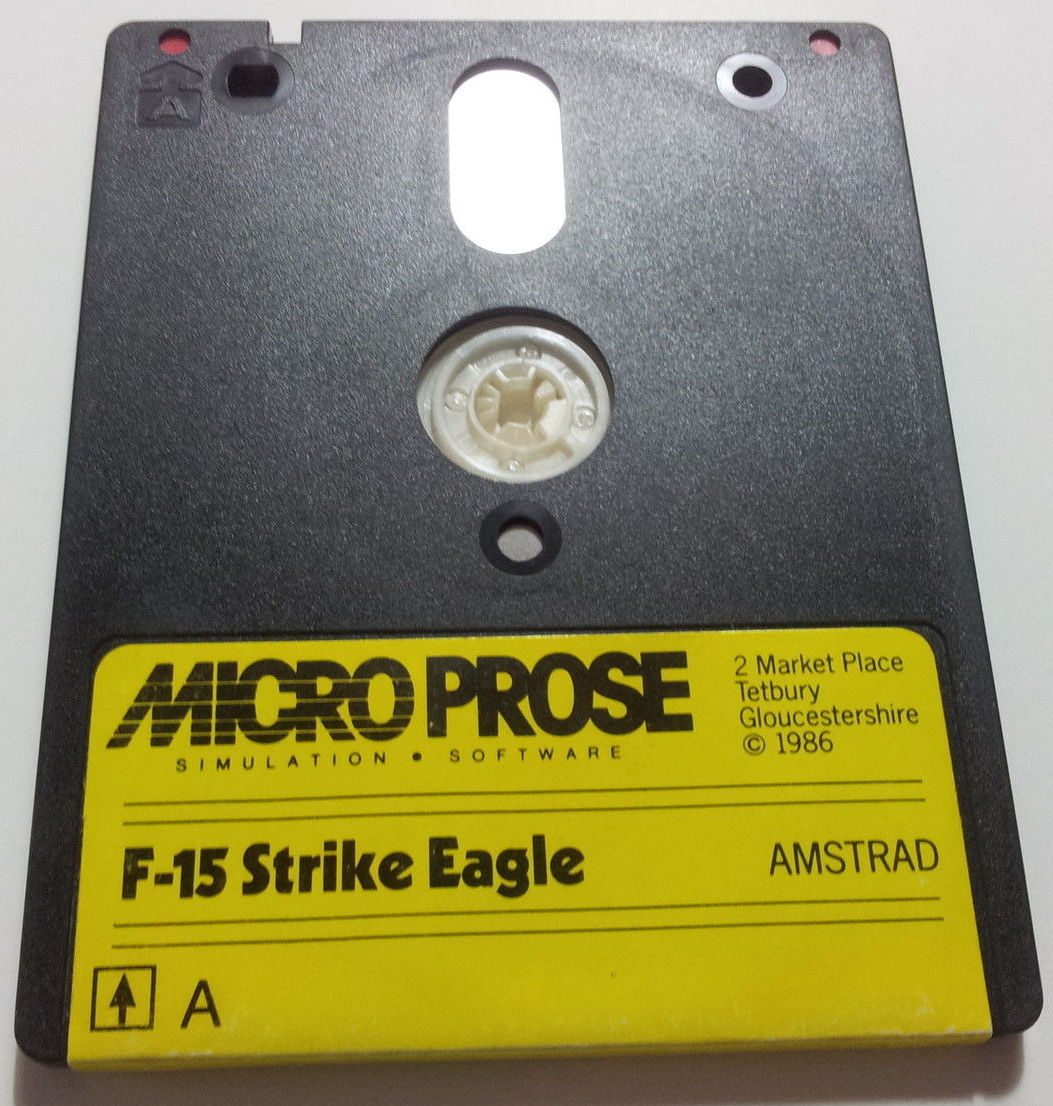 A
MICRO PROSE
SIMULATION • SOFTWARE
2 Market Place
Tetbury
Gloucestershire
© 1986
F-15 Strike Eagle
AMSTRAD
A